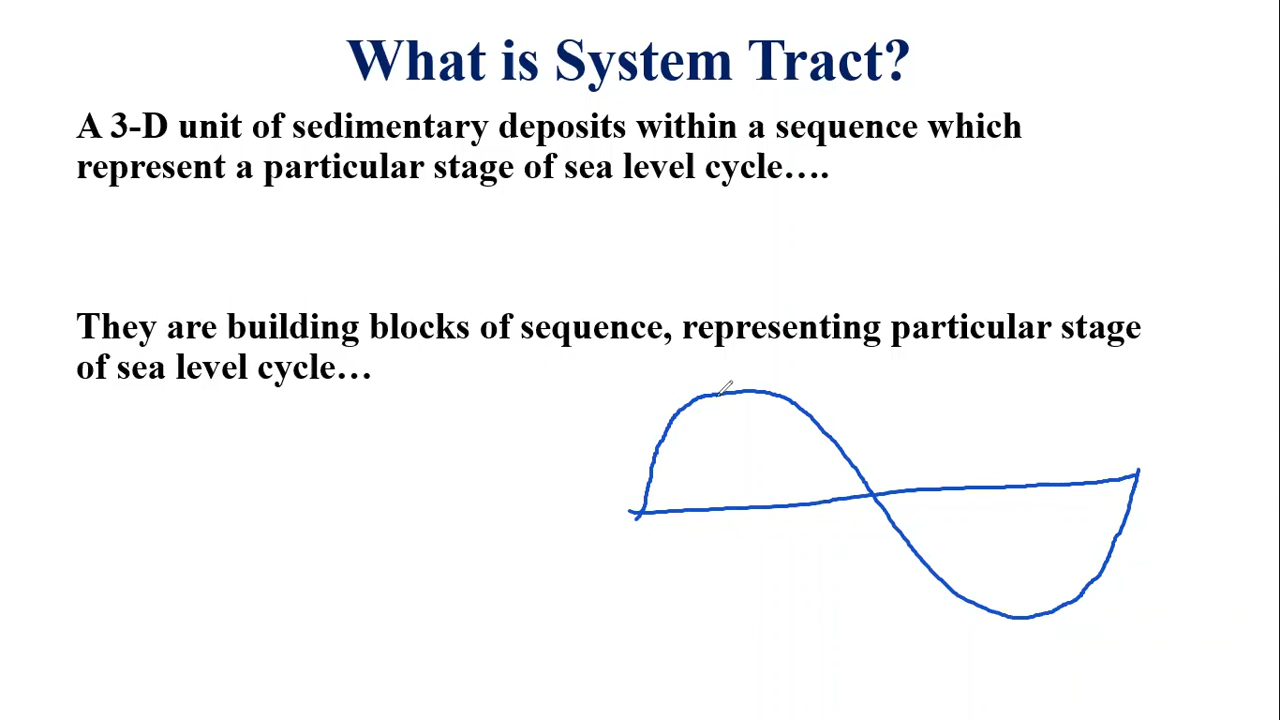 What is System Tract?
A 3-D unit of sedimentary deposits within a sequence which
represent a particular stage of sea level cycle….
They are building blocks of sequence, representing particular stage
of sea level cycle…